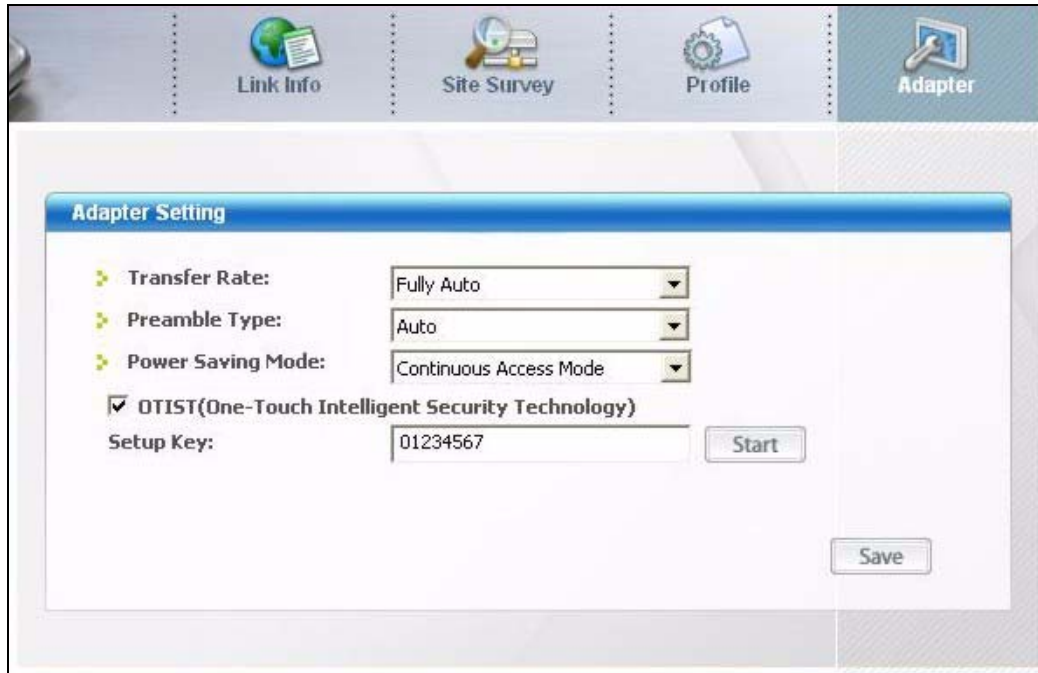 Link Info
Site Survey
Profile
Adapter
Adapter Setting
Transfer Rate: Fully Auto
Preamble Type: Auto
Power Saving Mode: Continuous Access Mode
OTIST(One-Touch Intelligent Security Technology)
Setup Key: 01234567 Start
Save